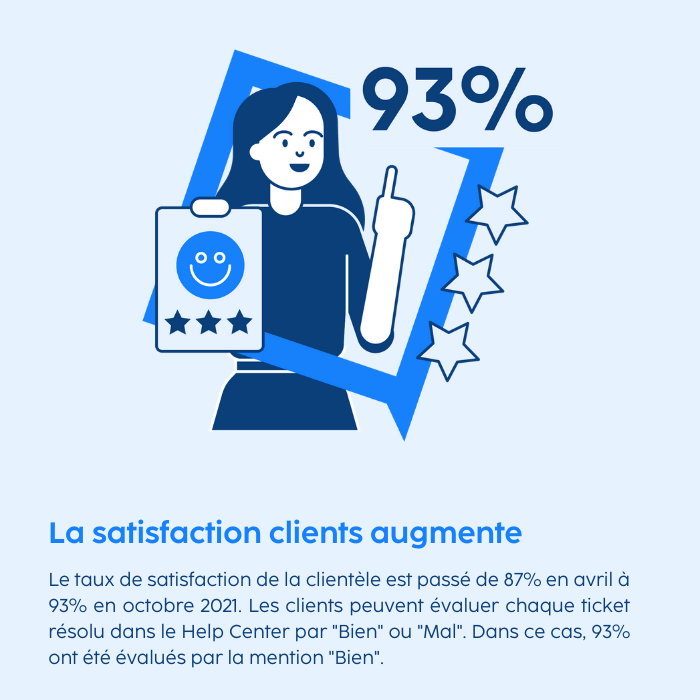 93%
La satisfaction clients augmente
Le taux de satisfaction de la clientèle est passé de 87% en avril à
93% en octobre 2021. Les clients peuvent évaluer chaque ticket
résolu dans le Help Center par "Bien" ou "Mal". Dans ce cas, 93%
ont été évalués par la mention "Bien".